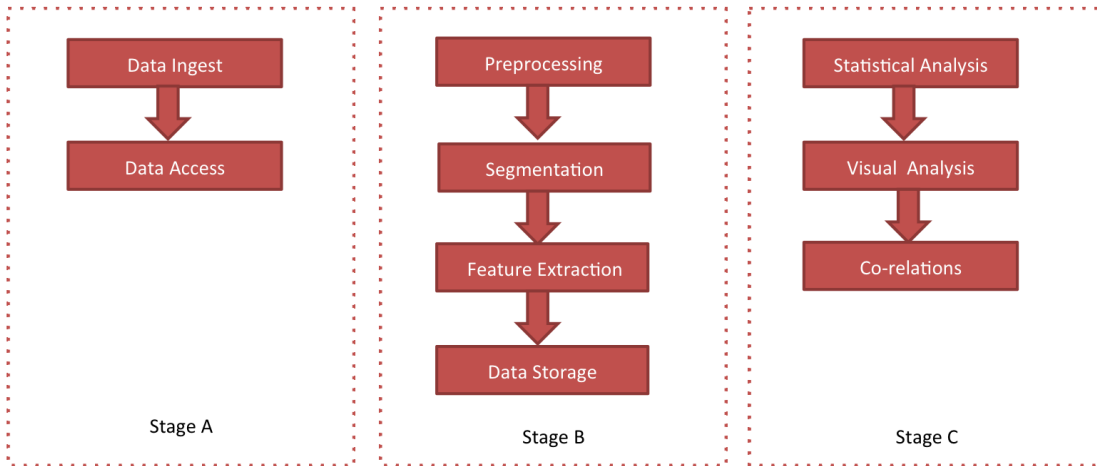 Data Ingest
Data Access
Stage A
Preprocessing
Segmentation
Feature Extraction
Data Storage
Stage B
Statistical Analysis
Visual Analysis
Co-relations
Stage C